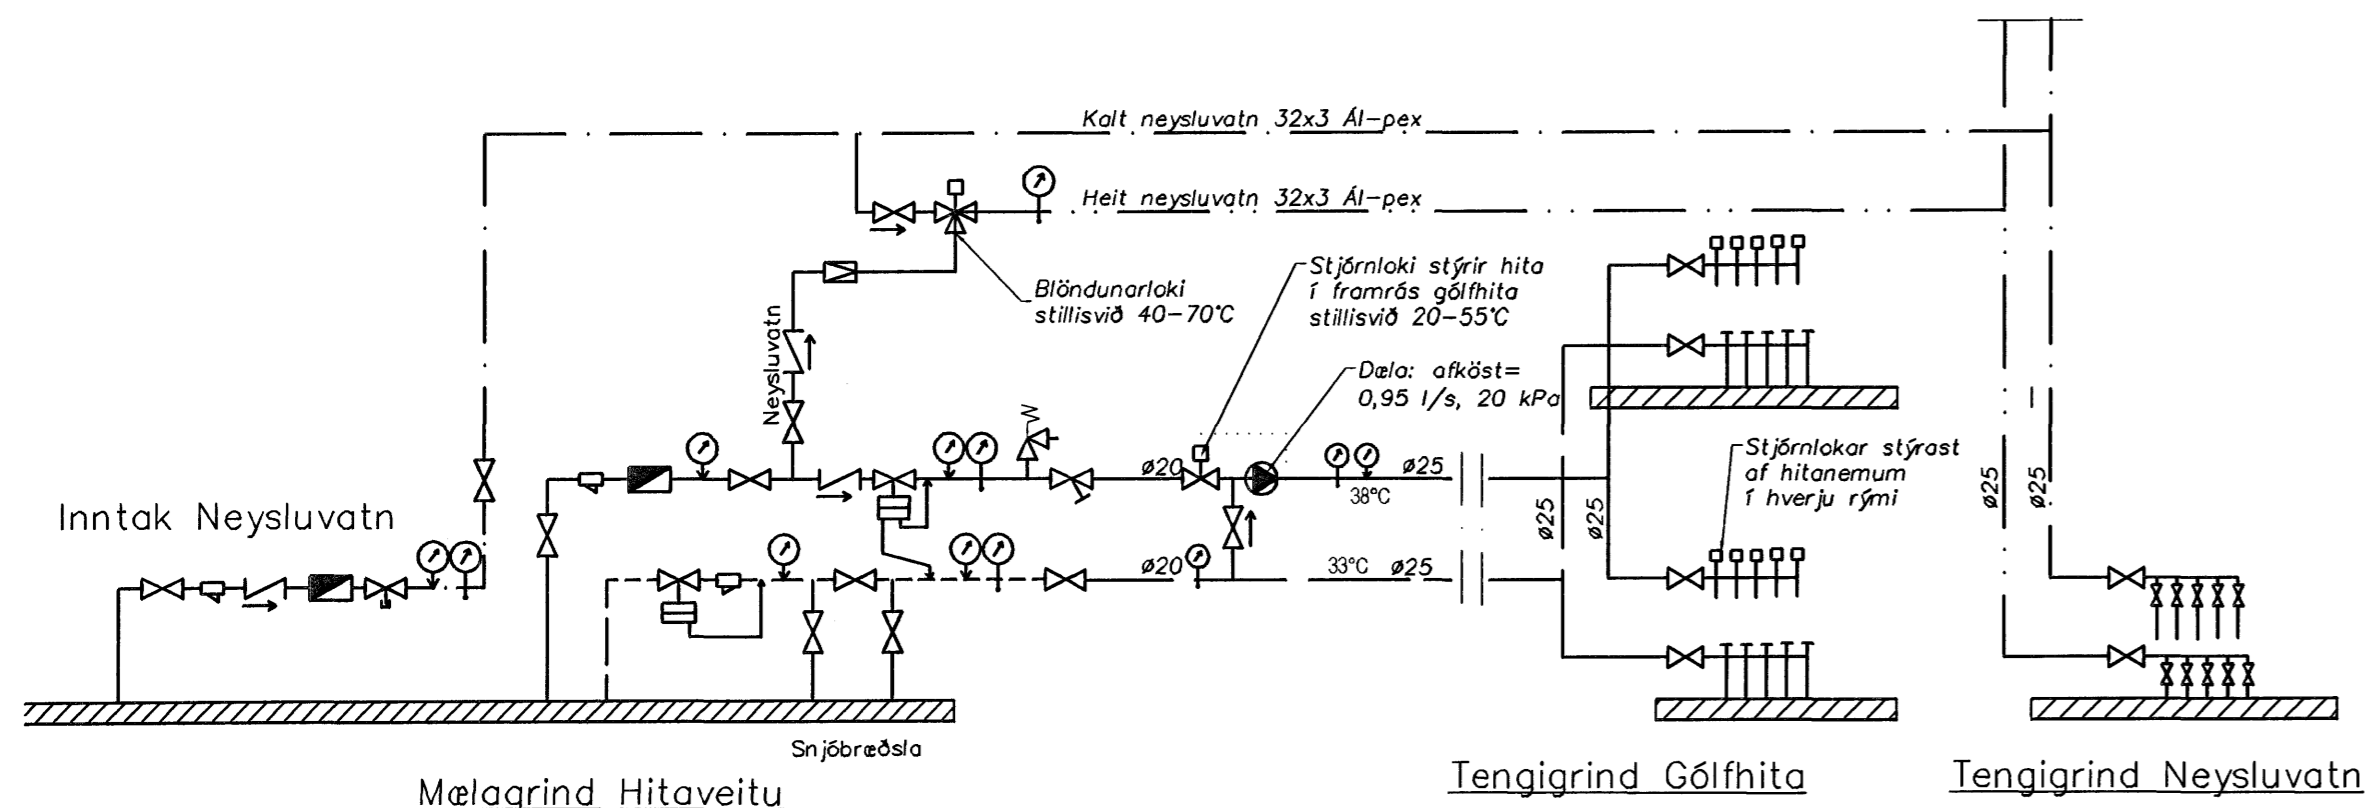 Kalt neysluvatn 32x3 Ál-pex
Heit neysluvatn 32x3 Ál-pex
Blöndunarloki
stillisvið 40-70°C
Stjórnloki stýrir hita
í framrás gólfhita
stillisvið 20-55°C
Dæla: afköst=
0,95 l/s, 20 kPa
Neysluvatn
Stjórnlokar stýrast
af hitanemum
í hverju rými
Inntak Neysluvatn
ø20
38°C
ø25
ø20
33°C
ø25
ø25
ø25
ø25
ø25
Snjóbræðsla
Mælagrind Hitaveitu
Tengigrind Gólfhita
Tengigrind Neysluvatn